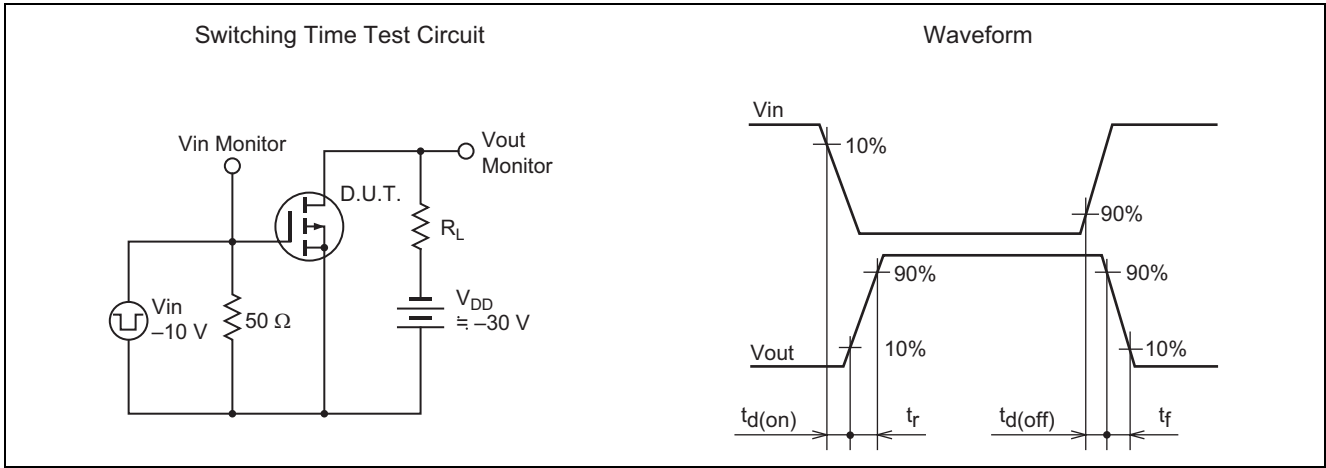 Switching Time Test Circuit
Vin Monitor
Vout
Monitor
D.U.T.
RL
Vin
–10 V
50 Ω
VDD
≒ –30 V
Waveform
Vin
10%
90%
90%
90%
Vout
10%
10%
td(on)
tr
td(off)
tf